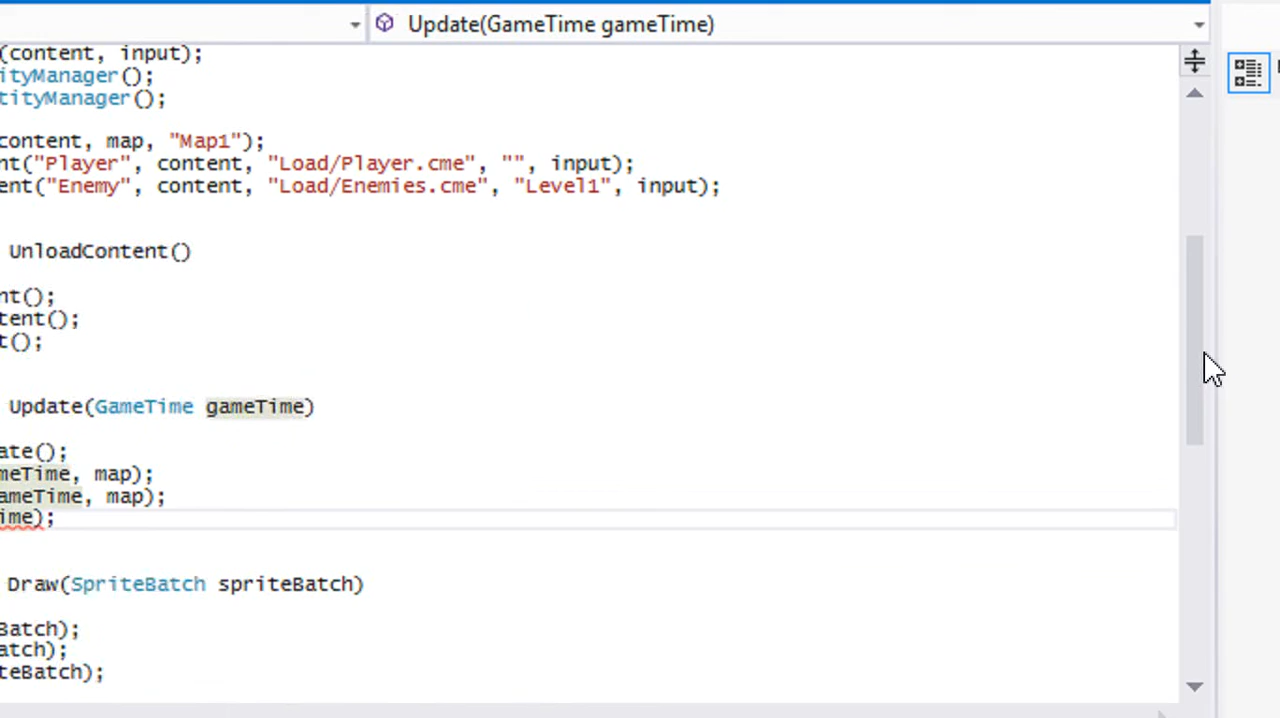 Update(GameTime gameTime)
(content, input);
ityManager();
tityManager();
content, map, "Map1");
nt("Player", content, "Load/Player.cme", "", input);
ent("Enemy", content, "Load/Enemies.cme", "Level1", input);
UnloadContent()
nt();
tent();
t();
Update(GameTime gameTime)
ate();
meTime, map);
ameTime, map);
ime);
Draw(SpriteBatch spriteBatch)
Batch);
atch);
teBatch);